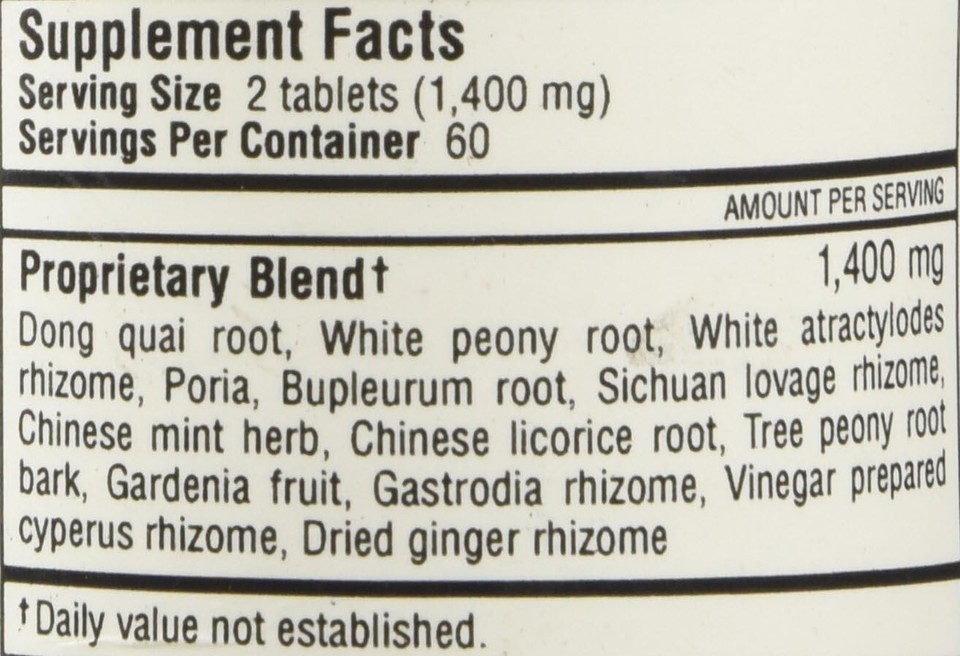 Supplement Facts
Serving Size 2 tablets (1,400 mg)
Servings Per Container 60
AMOUNT PER SERVING
Proprietary Blend† 1,400 mg
Dong quai root, White peony root, White atractylodes
rhizome, Poria, Bupleurum root, Sichuan lovage rhizome,
Chinese mint herb, Chinese licorice root, Tree peony root
bark, Gardenia fruit, Gastrodia rhizome, Vinegar prepared
cyperus rhizome, Dried ginger rhizome
†Daily value not established.